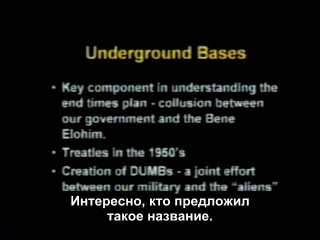 Underground Bases
• Key component in understanding the
end times plan - collusion between
our government and the Bene
Elohim.
• Treaties in the 1950's
• Creation of DUMBs - a joint effort
between our military and the "aliens"
Интересно, кто предложил
такое название.